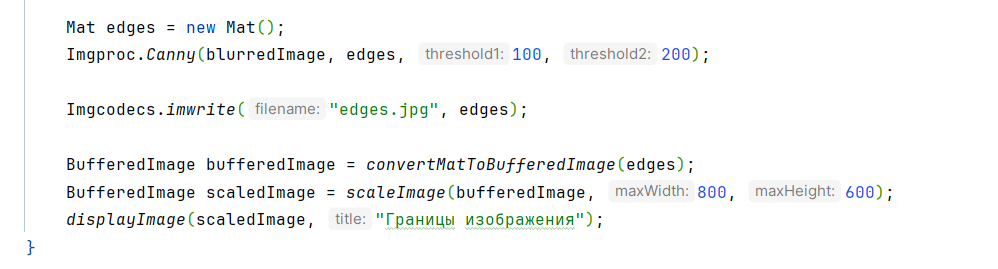 Mat edges = new Mat();
Imgproc.Canny(blurredImage, edges, threshold1: 100, threshold2: 200);
Imgcodecs.imwrite( filename: "edges.jpg", edges);
BufferedImage bufferedImage = convertMatToBufferedImage(edges);
BufferedImage scaledImage = scaleImage(bufferedImage, maxWidth: 800, maxHeight: 600);
displayImage(scaledImage, title: "Границы изображения");
}